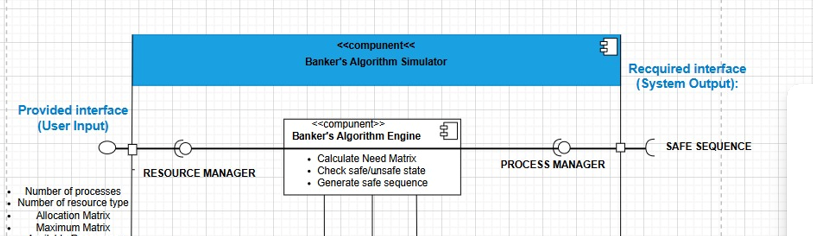 <<compunent<<
Banker's Algorithm Simulator
Recquired interface
(System Output):
Provided interface
(User Input)
<<compunent>>
Banker's Algorithm Engine
• Calculate Need Matrix
• Check safe/unsafe state
• Generate safe sequence
RESOURCE MANAGER
PROCESS MANAGER
SAFE SEQUENCE
• Number of processes
• Number of resource type
• Allocation Matrix
• Maximum Matrix